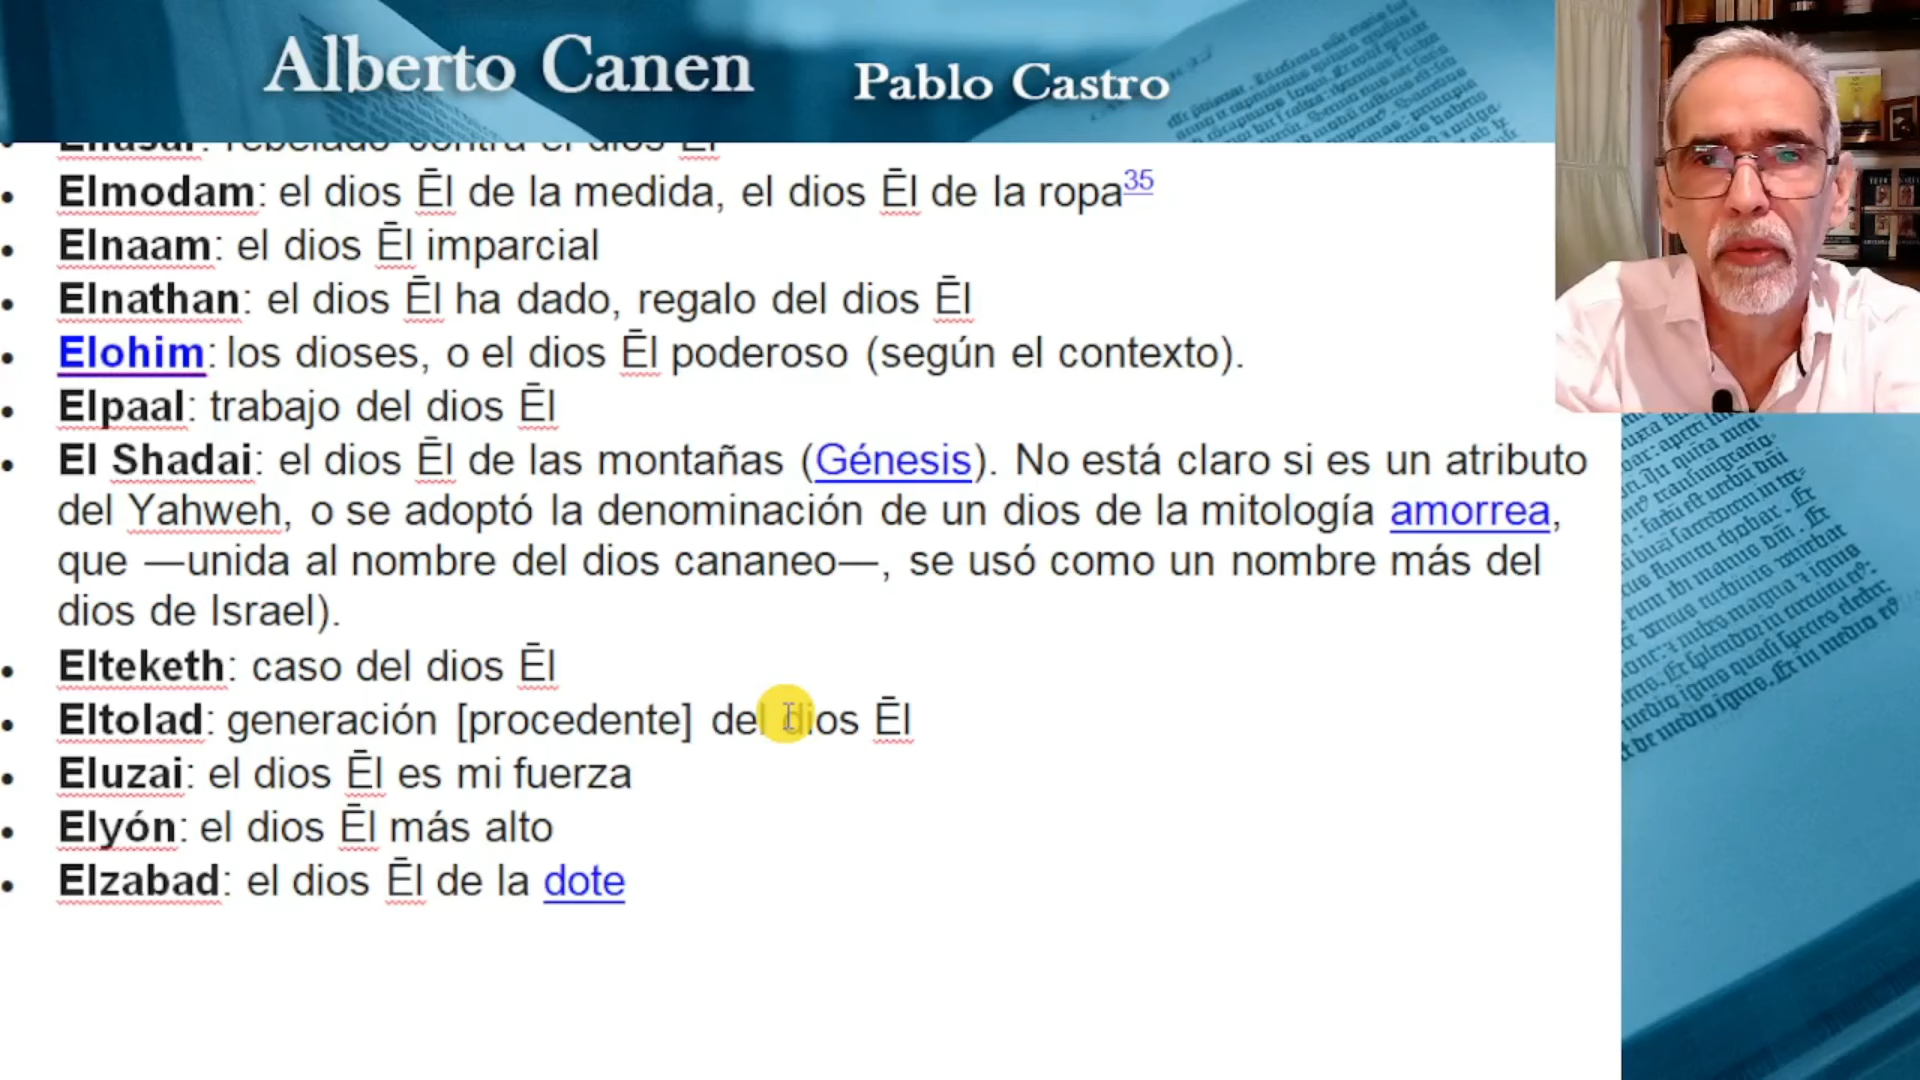 Alberto Canen
Pablo Castro
rebelado contra el dios Ēl
• Elmodam: el dios Ēl de la medida, el dios Ēl de la ropa35
• Elnaam: el dios Ēl imparcial
• Elnathan: el dios Ēl ha dado, regalo del dios Ēl
• Elohim: los dioses, o el dios Ēl poderoso (según el contexto).
• Elpaal: trabajo del dios Ēl
• El Shadai: el dios Ēl de las montañas (Génesis). No está claro si es un atributo
del Yahweh, o se adoptó la denominación de un dios de la mitología amorrea,
que —unida al nombre del dios cananeo—, se usó como un nombre más del
dios de Israel).
• Elteketh: caso del dios Ēl
• Eltolad: generación [procedente] del dios Ēl
• Eluzai: el dios Ēl es mi fuerza
• Elyón: el dios Ēl más alto
• Elzabad: el dios Ēl de la dote